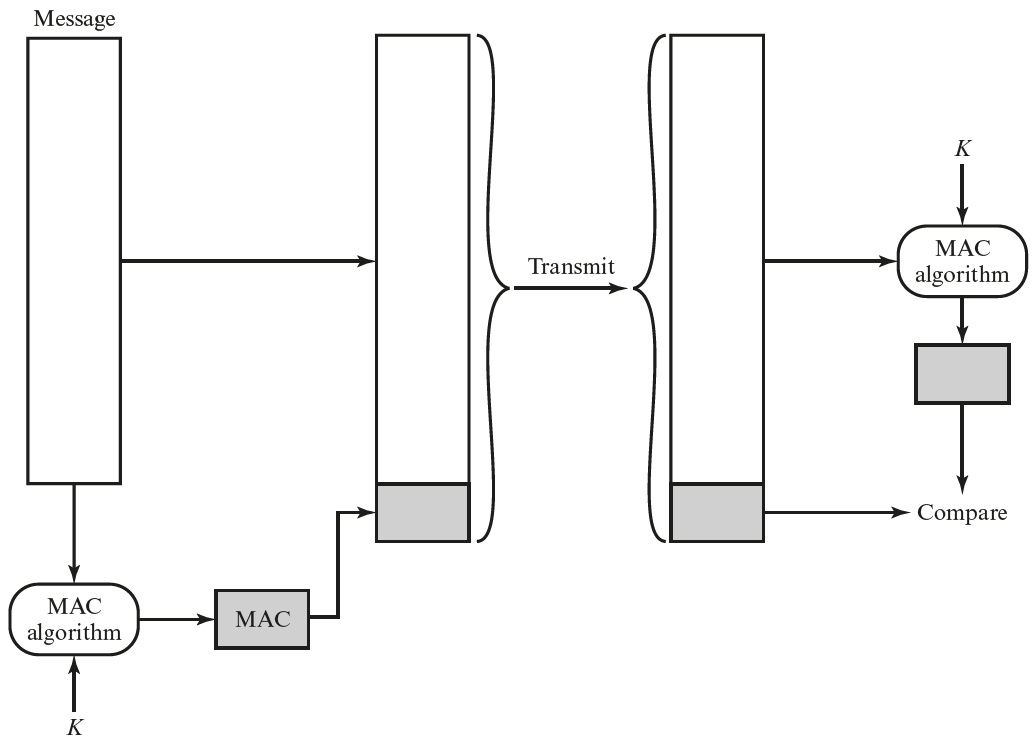 Message
K
MAC
algorithm
Transmit
Compare
MAC
algorithm
MAC
K